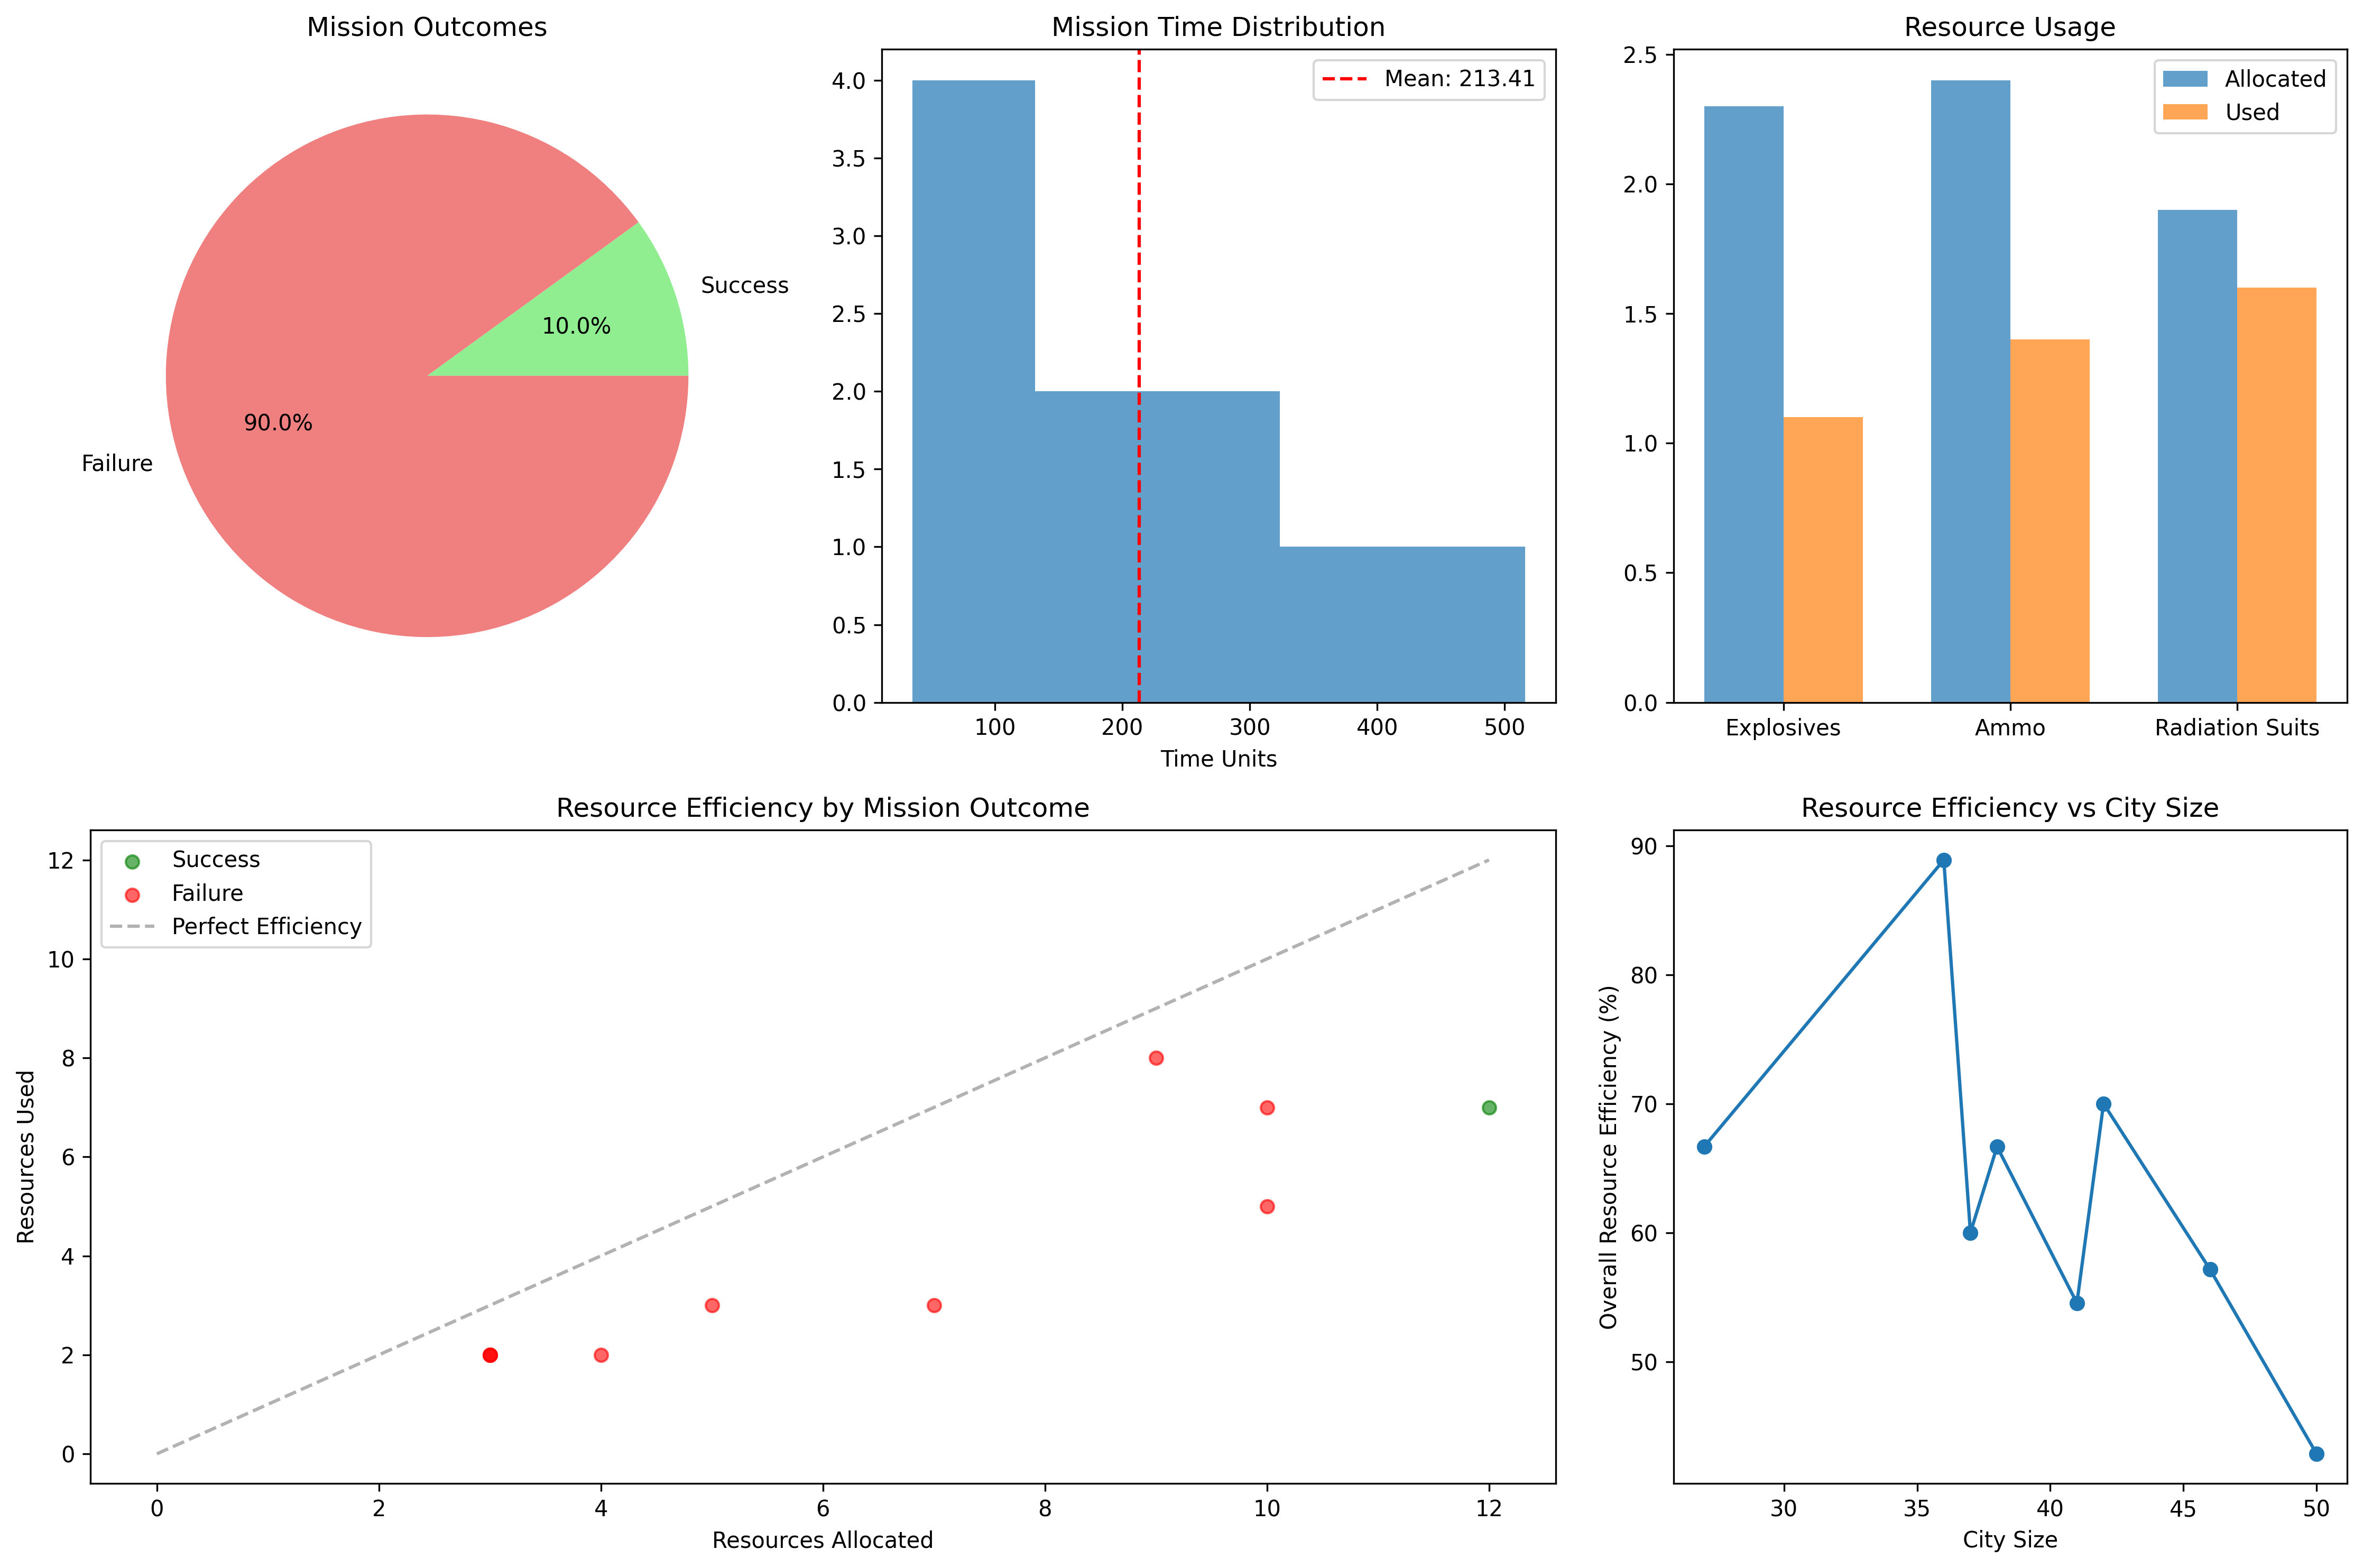 Mission Outcomes
Success
10.0%
90.0%
Failure
Mission Time Distribution
Mean: 213.41
4.0
3.5
3.0
2.5
2.0
1.5
1.0
0.5
0.0
100 200 300 400 500
Time Units
Resource Usage
Allocated
Used
2.5
2.0
1.5
1.0
0.5
0.0
Explosives Ammo Radiation Suits
Resource Efficiency by Mission Outcome
Success
Failure
Perfect Efficiency
Resources Used
12
10
8
6
4
2
0
0 2 4 6 8 10 12
Resources Allocated
Resource Efficiency vs City Size
Overall Resource Efficiency (%)
90
80
70
60
50
30 35 40 45 50
City Size